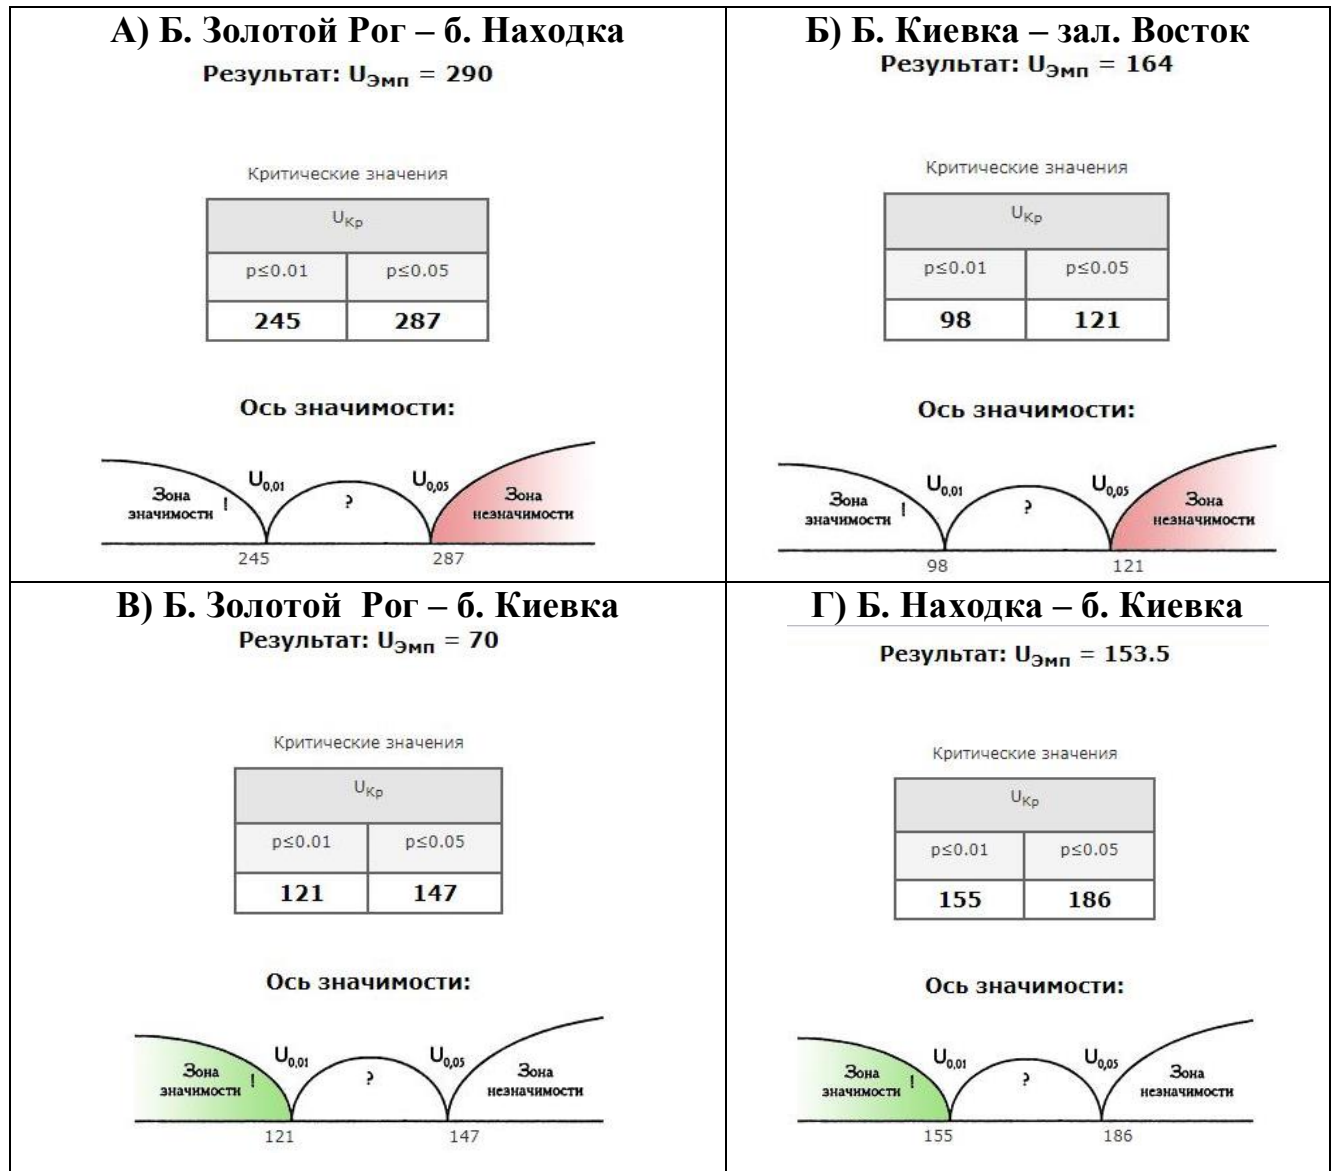 А) Б. Золотой Рог – б. Находка
Результат: UЭмп = 290
Критические значения
UКр
p≤0.01 p≤0.05
245 287
Ось значимости:
U0,01 U0,05
Зона значимости ! ? Зона незначимости
245 287
Б) Б. Киевка – зал. Восток
Результат: UЭмп = 164
Критические значения
UКр
p≤0.01 p≤0.05
98 121
Ось значимости:
U0,01 U0,05
Зона значимости ! ? Зона незначимости
98 121
В) Б. Золотой Рог – б. Киевка
Результат: UЭмп = 70
Критические значения
UКр
p≤0.01 p≤0.05
121 147
Ось значимости:
U0,01 U0,05
Зона значимости ! ? Зона незначимости
121 147
Г) Б. Находка – б. Киевка
Результат: UЭмп = 153.5
Критические значения
UКр
p≤0.01 p≤0.05
155 186
Ось значимости:
U0,01 U0,05
Зона значимости ! ? Зона незначимости
155 186